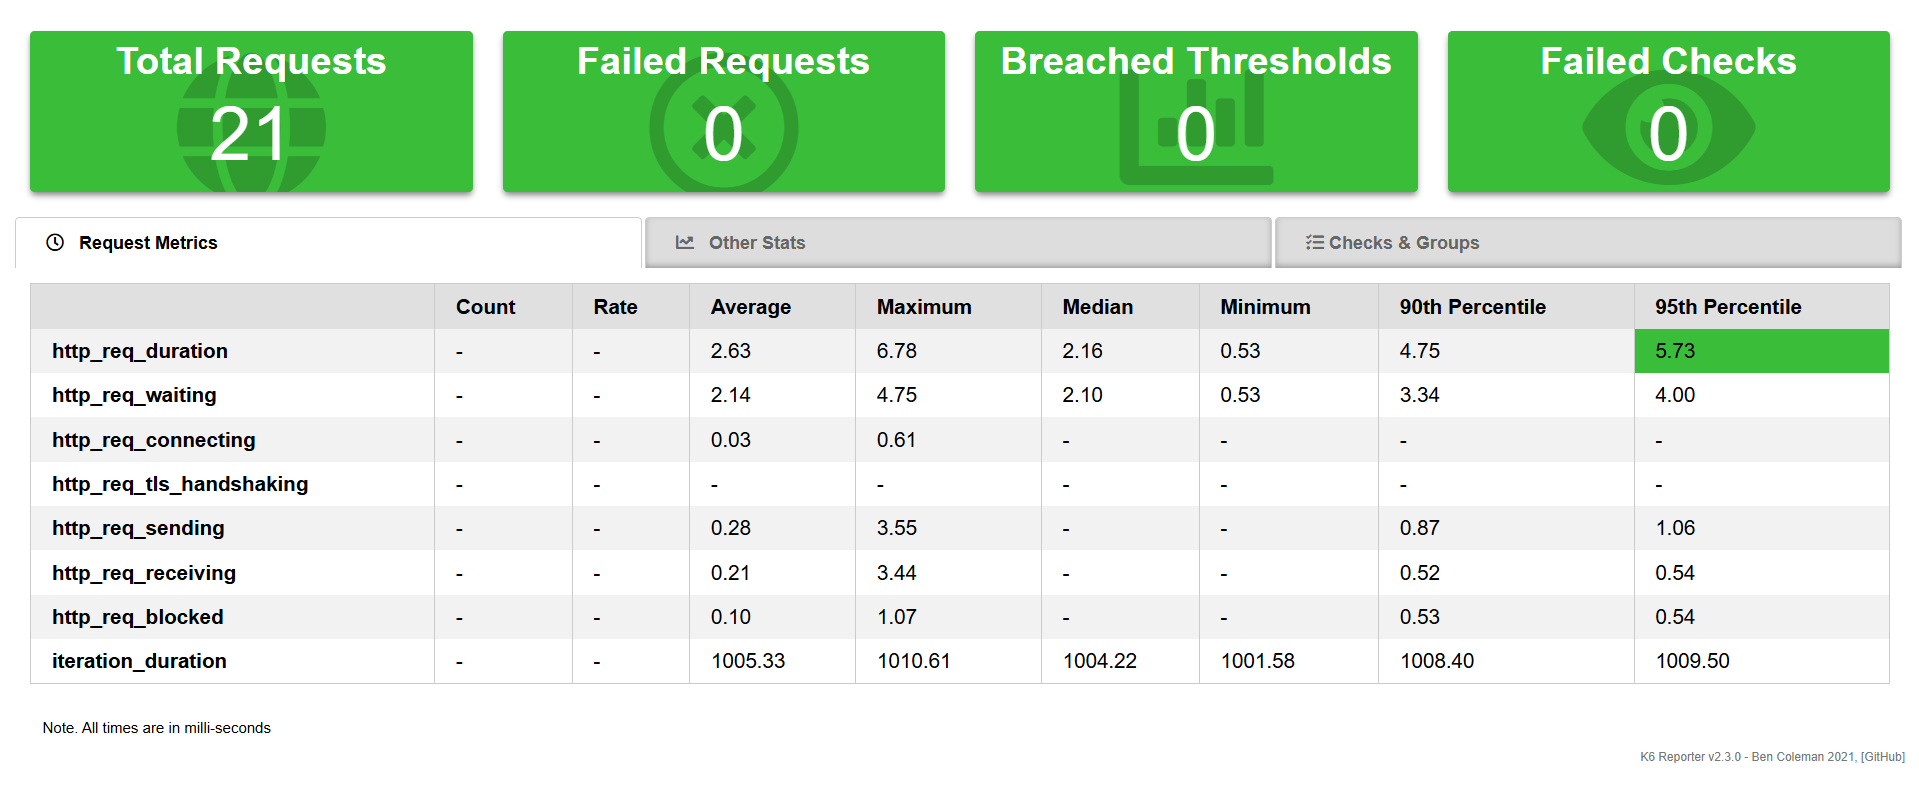 Total Requests
21
Failed Requests
0
Breached Thresholds
0
Failed Checks
0
Request Metrics
Other Stats
Checks & Groups
Count Rate Average Maximum Median Minimum 90th Percentile 95th Percentile
http_req_duration - - 2.63 6.78 2.16 0.53 4.75 5.73
http_req_waiting - - 2.14 4.75 2.10 0.53 3.34 4.00
http_req_connecting - - 0.03 0.61 - - - -
http_req_tls_handshaking - - - - - - - -
http_req_sending - - 0.28 3.55 - - 0.87 1.06
http_req_receiving - - 0.21 3.44 - - 0.52 0.54
http_req_blocked - - 0.10 1.07 - - 0.53 0.54
iteration_duration - - 1005.33 1010.61 1004.22 1001.58 1008.40 1009.50
Note. All times are in milli-seconds
K6 Reporter v2.3.0 - Ben Coleman 2021, [GitHub]